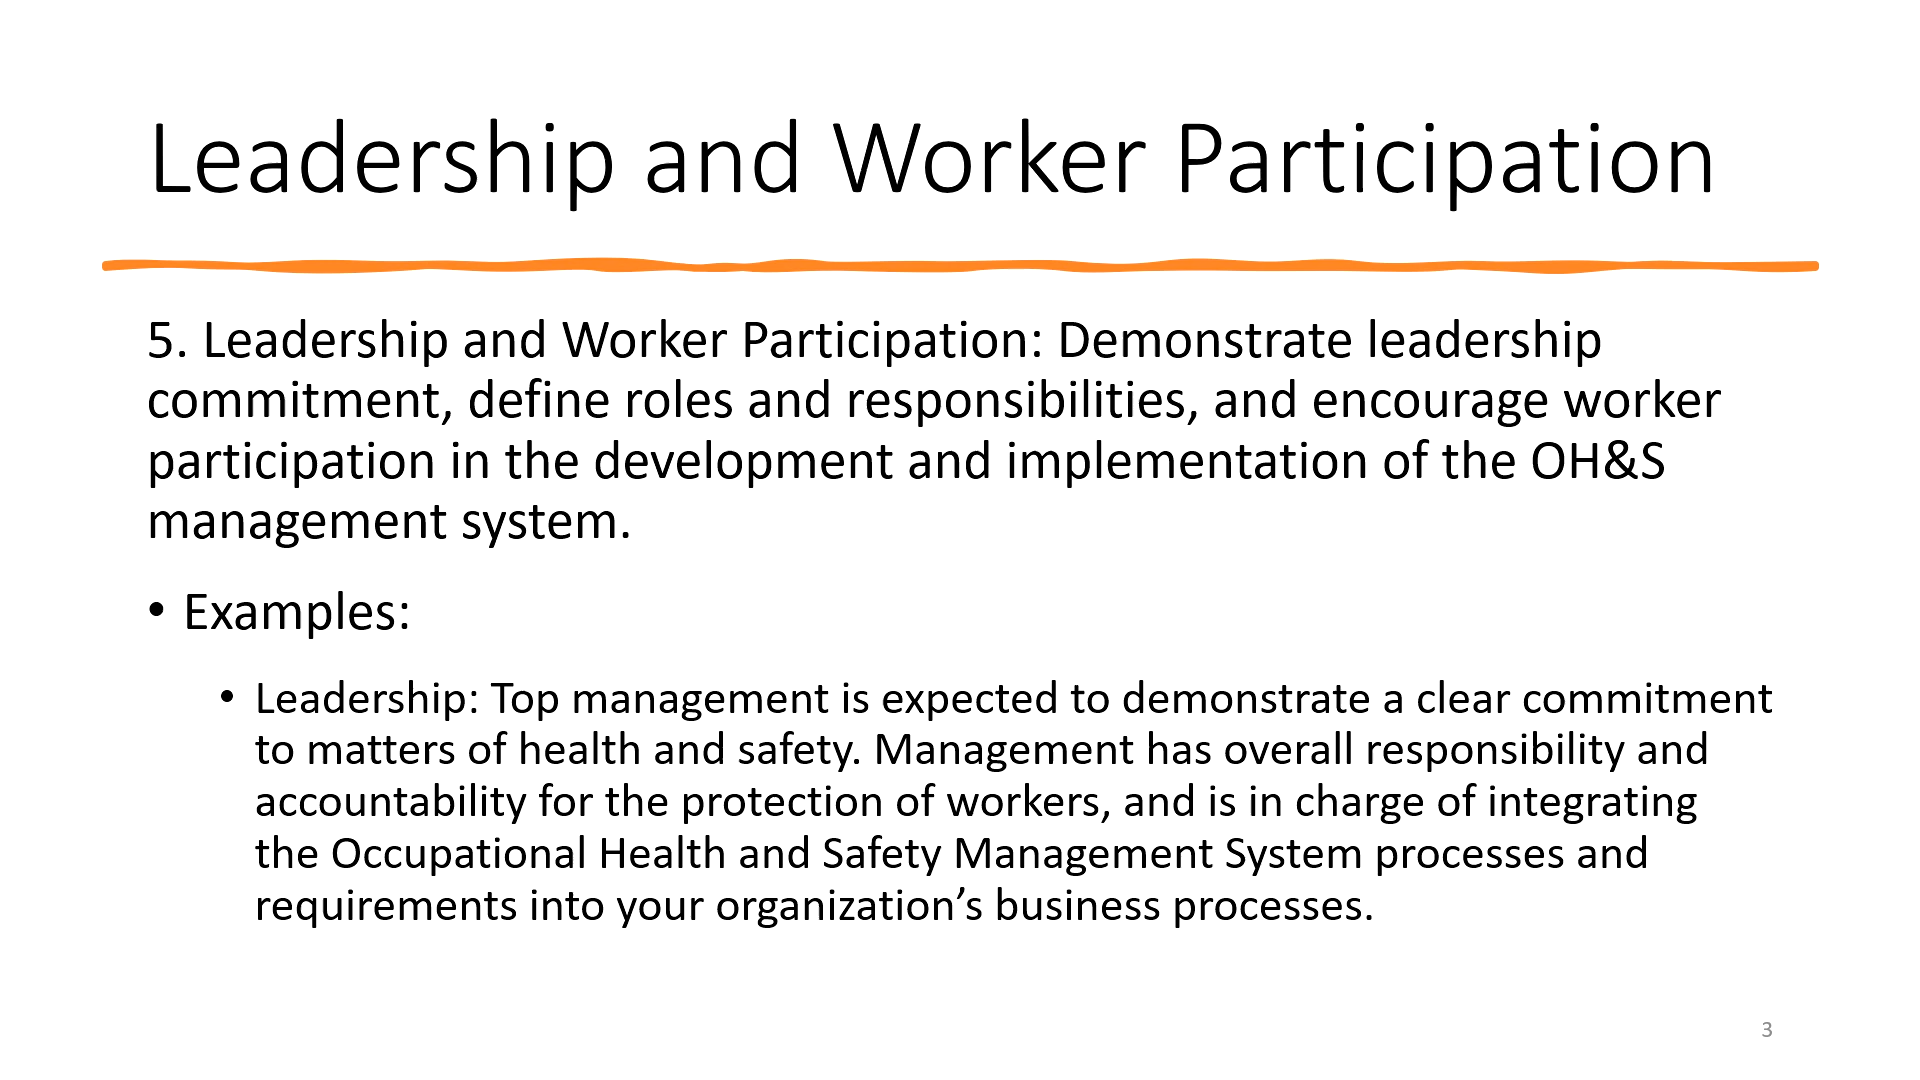 Leadership and Worker Participation
5. Leadership and Worker Participation: Demonstrate leadership
commitment, define roles and responsibilities, and encourage worker
participation in the development and implementation of the OH&S
management system.
• Examples:
• Leadership: Top management is expected to demonstrate a clear commitment
to matters of health and safety. Management has overall responsibility and
accountability for the protection of workers, and is in charge of integrating
the Occupational Health and Safety Management System processes and
requirements into your organization’s business processes.
3